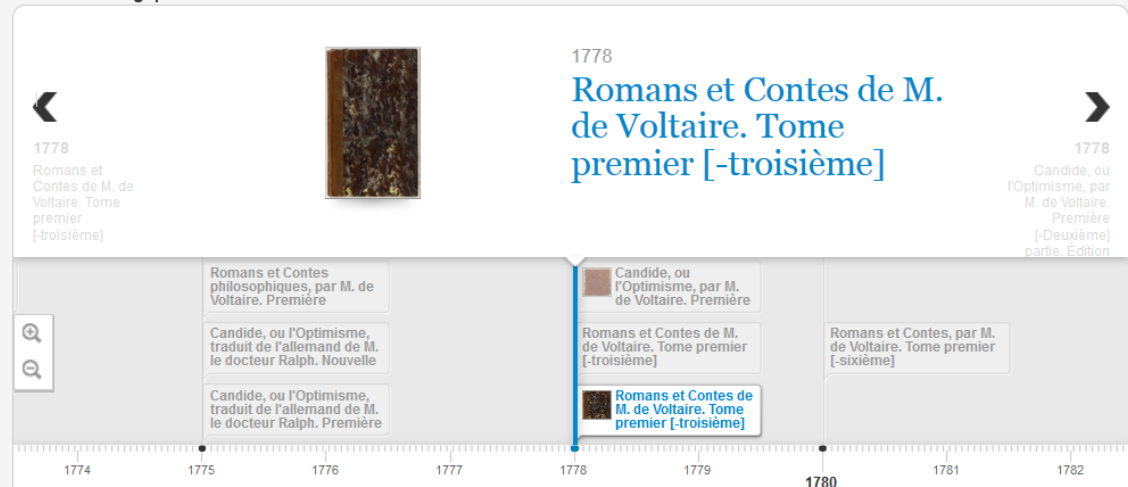 1778
Romans et Contes de M.
de Voltaire. Tome
premier [-troisième]
1778
Romans et
Contes de M. de
Voltaire. Tome
premier
[-troisième]
1778
Candide, ou
l'Optimisme, par
M. de Voltaire.
Première
[-Deuxième]
partie. Édition
Romans et Contes
philosophiques, par M. de
Voltaire. Première
Candide, ou l'Optimisme,
traduit de l'allemand de M.
le docteur Ralph. Nouvelle
Candide, ou l'Optimisme,
traduit de l'allemand de M.
le docteur Ralph. Première
Candide, ou
l'Optimisme, par M.
de Voltaire. Première
Romans et Contes de M.
de Voltaire. Tome premier
[-troisième]
Romans et Contes de
M. de Voltaire. Tome
premier [-troisième]
Romans et Contes, par M.
de Voltaire. Tome premier
[-sixième]
1774 1775 1776 1777 1778 1779 1780 1781 1782